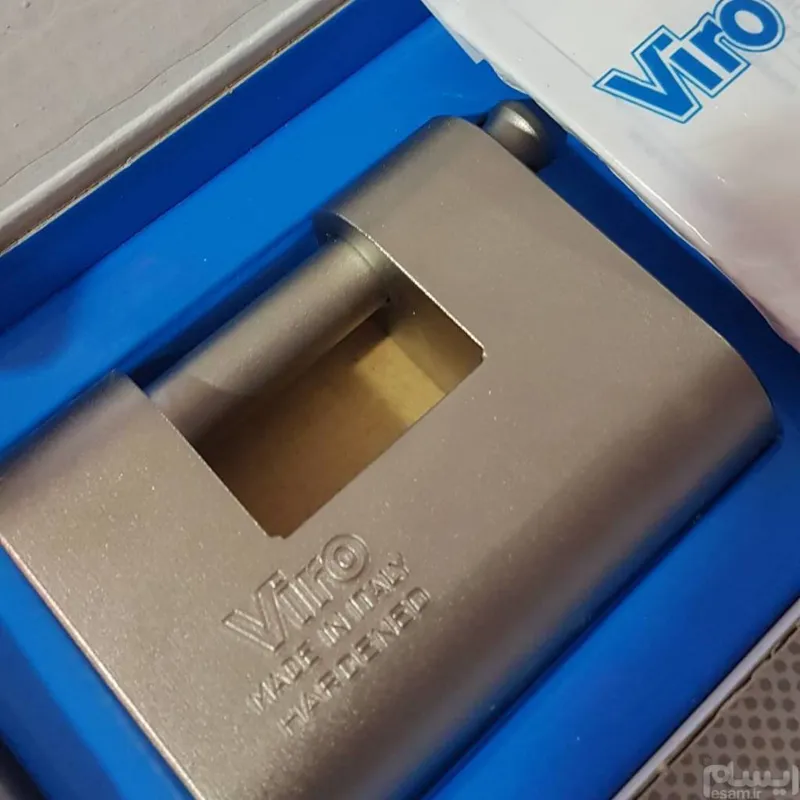 Viro
Viro
MADE IN ITALY
HARDENED
ایسام
esam.ir